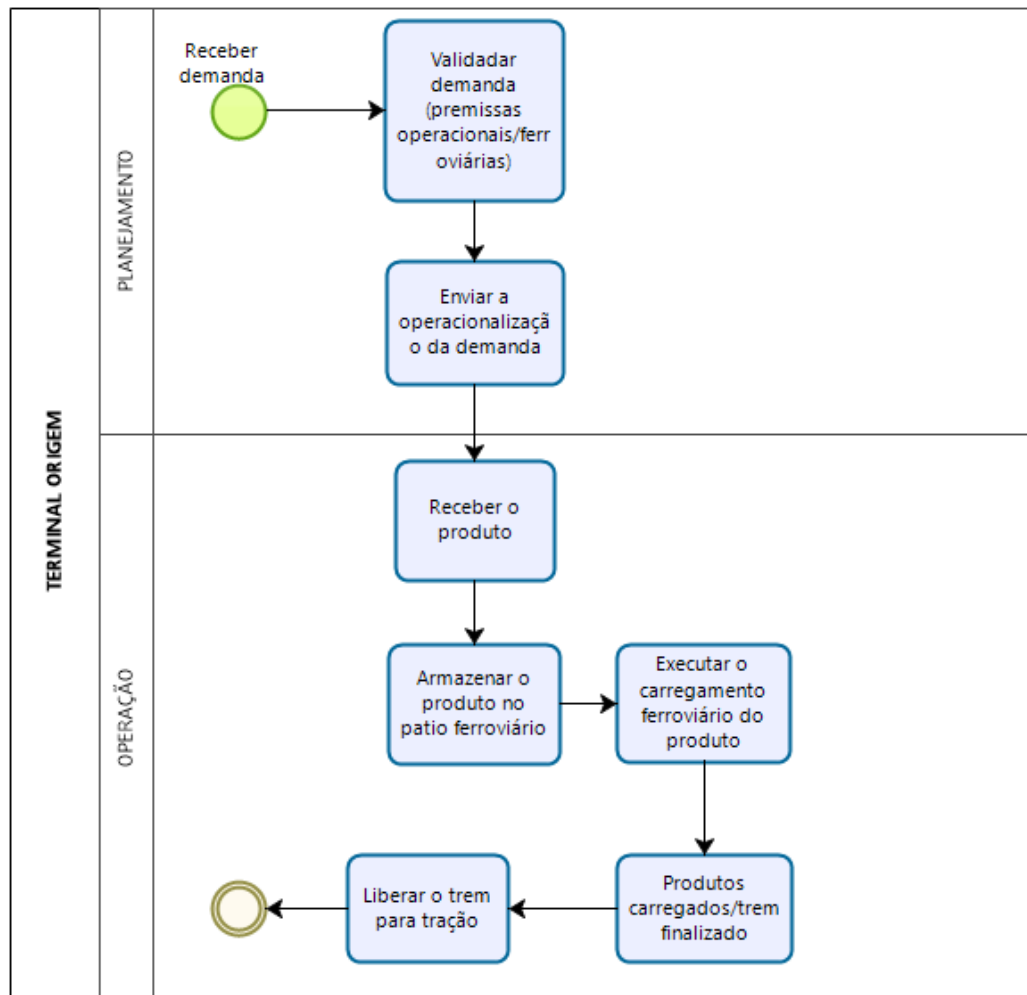 TERMINAL ORIGEM
PLANEJAMENTO
Receber
demanda
Validadar
demanda
(premissas
operacionais/ferr
oviárias)
Enviar a
operacionalizaçã
o da demanda
OPERAÇÃO
Receber o
produto
Armazenar o
produto no
patio ferroviário
Executar o
carregamento
ferroviário do
produto
Liberar o trem
para tração
Produtos
carregados/trem
finalizado